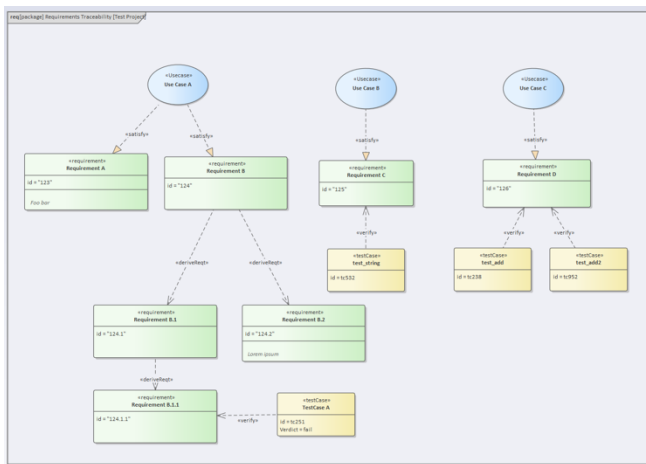 req [package] Requirements Traceability [Test Project]
«Usecase»
Use Case A
«Usecase»
Use Case B
«Usecase»
Use Case C
«satisfy»
«satisfy»
«satisfy»
«satisfy»
«requirement»
Requirement A
id = "123"
Foo bar
«requirement»
Requirement B
id = "124"
«requirement»
Requirement C
id = "125"
«requirement»
Requirement D
id = "126"
«verify»
«verify»
«verify»
«testCase»
test_string
id = tc532
«testCase»
test_add
id = tc238
«testCase»
test_add2
id = tc952
«deriveReqt»
«deriveReqt»
«requirement»
Requirement B.1
id = "124.1"
«requirement»
Requirement B.2
id = "124.2"
Lorem ipsum
«deriveReqt»
«requirement»
Requirement B.1.1
id = "124.1.1"
«verify»
«testCase»
TestCase A
id = tc251
Verdict = fail